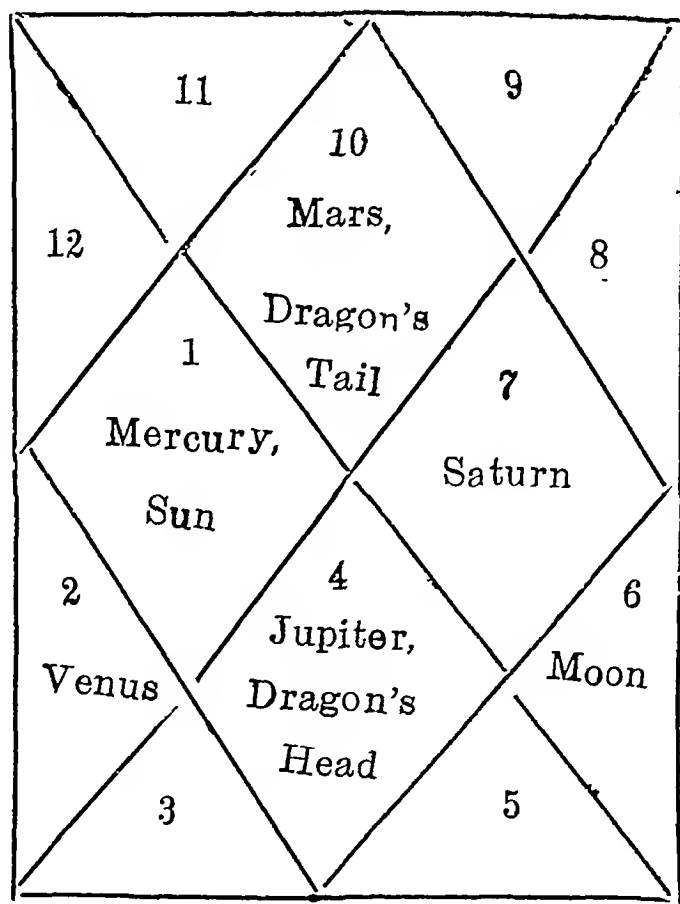 11
9
10
Mars,
12
8
Dragon's
Tail
1
7
Mercury,
Saturn
Sun
4
2
6
Jupiter,
Venus
Moon
Dragon's
Head
3
5